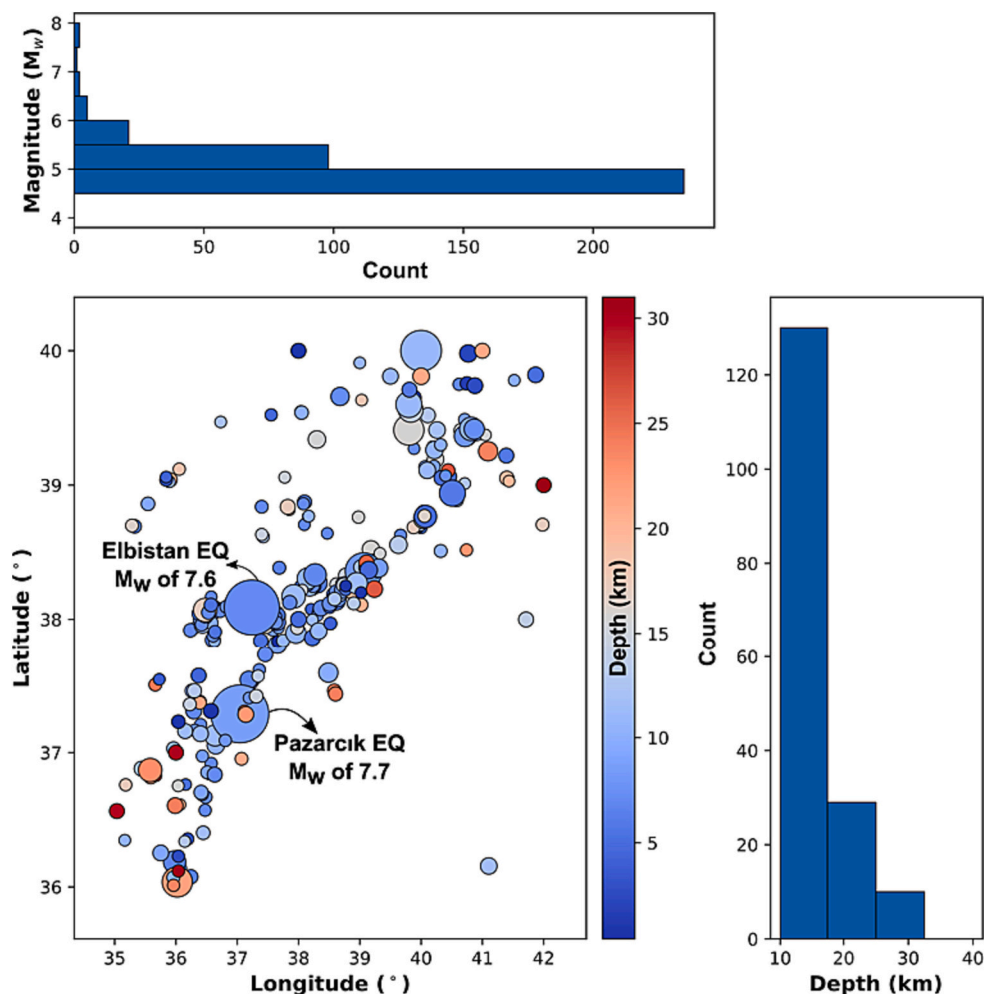 8
7
6
5
4
Magnitude (Mw)
0 50 100 150 200
Count
40
39
38
37
36
Latitude (°)
Elbistan EQ
Mw of 7.6
Pazarcık EQ
Mw of 7.7
35 36 37 38 39 40 41 42
Longitude (°)
30
25
20
15
10
5
Depth (km)
120
100
80
60
40
20
0
Count
10 20 30 40
Depth (km)